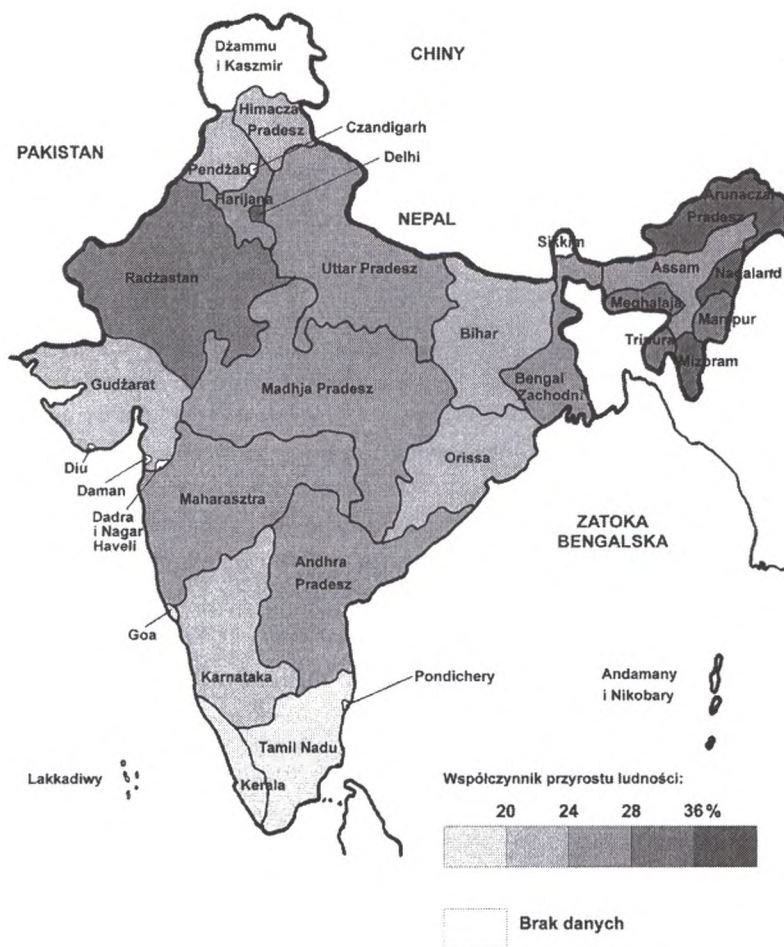 Dżammu
i Kaszmir
CHINY
Himacza
Pradesz
Czandigarh
PAKISTAN
Pendżab
Delhi
Harijana
Arunaczal
Pradesz
NEPAL
Sikkim
Assam
Nagaland
Radżastan
Uttar Pradesz
Meghalaja
Manipur
Bihar
Tripura
Mizoram
Gudżarat
Madhja Pradesz
Bengal
Zachodni
Orissa
Diu
Daman
Maharasztra
Dadra
i Nagar
Haveli
ZATOKA
BENGALSKA
Andhra
Pradesz
Goa
Karnataka
Pondichery
Andamany
i Nikobary
Tamil Nadu
Lakkadiwy
Kerala
Współczynnik przyrostu ludności:
20 24 28 36%
Brak danych